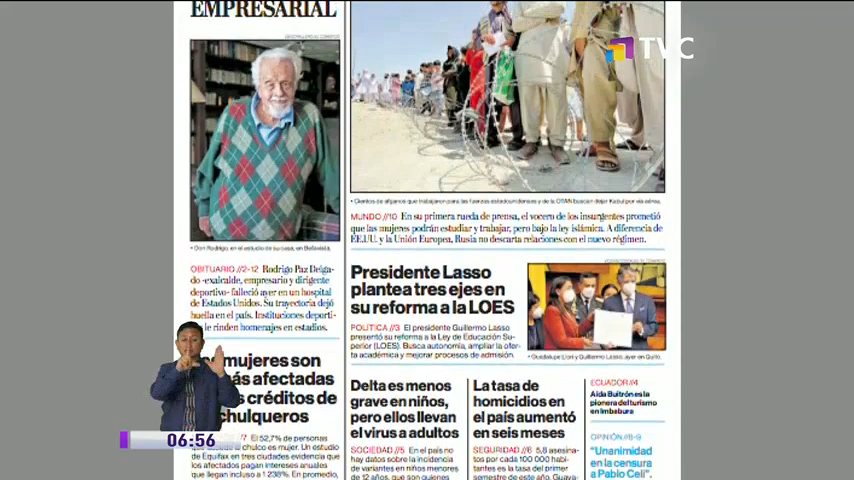 EMPRESARIAL
TVC
• Don Rodrigo, en el estudio de su casa, en Bellavista.
OBITUARIO //2-12 Rodrigo Paz Delga-
do -exalcalde, empresario y dirigente
deportivo- falleció ayer en un hospital
de Estados Unidos. Su trayectoria dejó
huella en el país. Instituciones deporti-
le rinden homenajes en estadios.
mujeres son
más afectadas
créditos de
chulqueros
/7 El 52,7% de personas
chulco es mujer. Un estudio
de Equifax en tres ciudades evidencia que
los afectados pagan intereses anuales
que llegan incluso a 1 238%. En promedio,
• Cientos de afganos que trabajaron para las fuerzas estadounidenses y de la OTAN buscan dejar Kabul por vía aérea.
MUNDO //10 En su primera rueda de prensa, el vocero de los insurgentes prometió
que las mujeres podrán estudiar y trabajar, pero bajo la ley islámica. A diferencia de
EE.UU. y la Unión Europea, Rusia no descarta relaciones con el nuevo régimen.
Presidente Lasso
plantea tres ejes en
su reforma a la LOES
POLÍTICA //3 El presidente Guillermo Lasso
presentó su reforma a la Ley de Educación Su-
perior (LOES). Busca autonomía, ampliar la ofer-
ta académica y mejorar procesos de admisión.
• Guadalupe Llori y Guillermo Lasso, ayer en Quito.
Delta es menos
grave en niños,
pero ellos llevan
el virus a adultos
SOCIEDAD //5 En el país no
hay datos sobre la incidencia
de variantes en niños menores
de 12 años, que son quienes
La tasa de
homicidios en
el país aumentó
en seis meses
SEGURIDAD //6 5,8 asesina-
tos por cada 100 000 habi-
tantes es la tasa del primer
semestre de este año. Guaya-
ECUADOR //4
Aida Buitrón es la
pionera del turismo
en Imbabura
OPINIÓN //8-9
"Unanimidad
en la censura
a Pablo Celi".
06:56